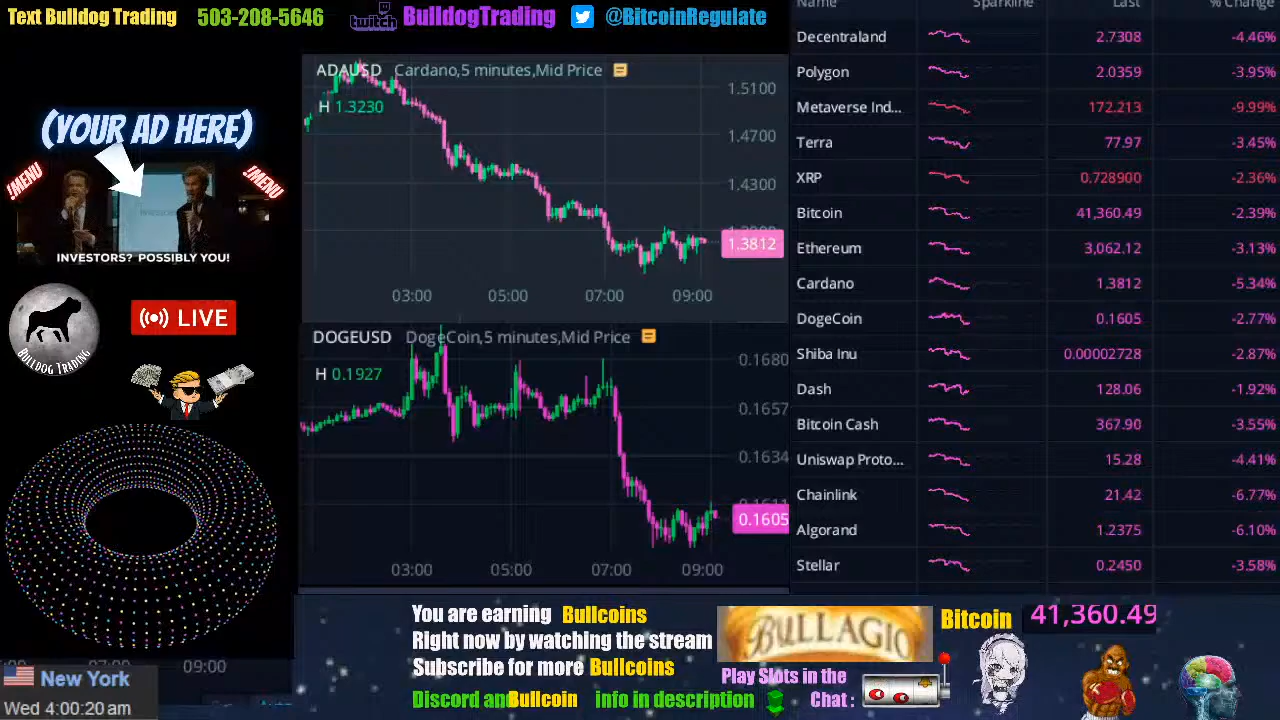 Text Bulldog Trading 503-208-5646 twitch BulldogTrading @BitcoinRegulate
(YOUR AD HERE)
!MENU !MENU
INVESTORS? POSSIBLY YOU!
BULLDOG TRADING
LIVE
ADAUSD Cardano,5 minutes,Mid Price
H 1.3230
1.5100
1.4700
1.4300
1.3812
03:00 05:00 07:00 09:00
DOGEUSD DogeCoin,5 minutes,Mid Price
H 0.1927
0.1680
0.1657
0.1634
0.1611
0.1605
03:00 05:00 07:00 09:00
Name Sparkline Last % Change
Decentraland 2.7308 -4.46%
Polygon 2.0359 -3.95%
Metaverse Ind... 172.213 -9.99%
Terra 77.97 -3.45%
XRP 0.728900 -2.36%
Bitcoin 41,360.49 -2.39%
Ethereum 3,062.12 -3.13%
Cardano 1.3812 -5.34%
DogeCoin 0.1605 -2.77%
Shiba Inu 0.00002728 -2.87%
Dash 128.06 -1.92%
Bitcoin Cash 367.90 -3.55%
Uniswap Proto... 15.28 -4.41%
Chainlink 21.42 -6.77%
Algorand 1.2375 -6.10%
Stellar 0.2450 -3.58%
07:00 09:00
New York
Wed 4:00:20 am
You are earning Bullcoins
Right now by watching the stream
Subscribe for more Bullcoins
Discord and Bullcoin info in description
BULLAGIO
Play Slots in the
Chat :
Bitcoin 41,360.49